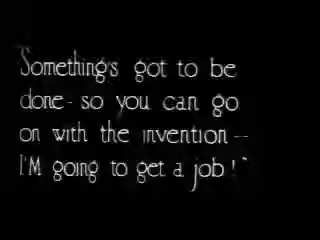 "Something's got to be
done - so you can go
on with the invention --
I'M going to get a job!"